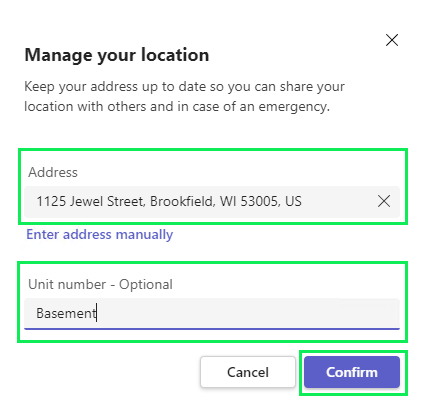 Manage your location
Keep your address up to date so you can share your
location with others and in case of an emergency.
Address
1125 Jewel Street, Brookfield, WI 53005, US
Enter address manually
Unit number - Optional
Basement
Cancel
Confirm